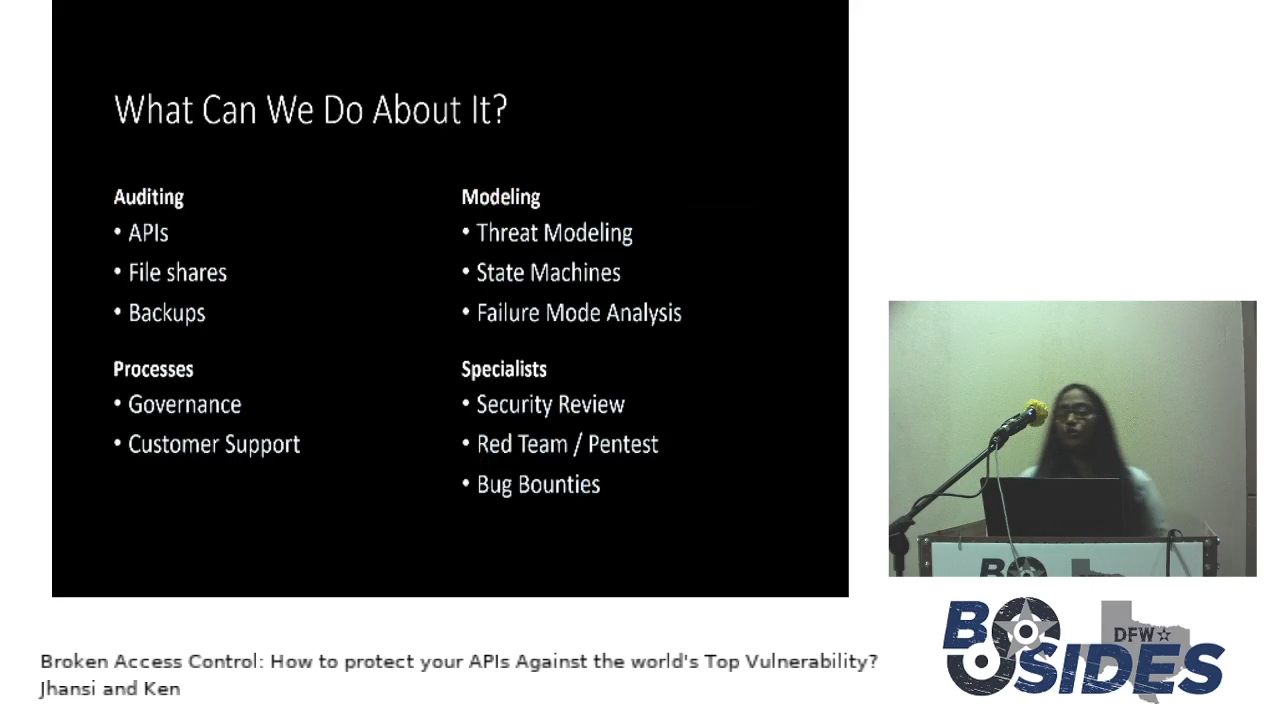 What Can We Do About It?
Auditing
• APIs
• File shares
• Backups
Processes
• Governance
• Customer Support
Modeling
• Threat Modeling
• State Machines
• Failure Mode Analysis
Specialists
• Security Review
• Red Team / Pentest
• Bug Bounties
B
DFW
SIDES
Broken Access Control: How to protect your APIs Against the world's Top Vulnerability?
Jhansi and Ken